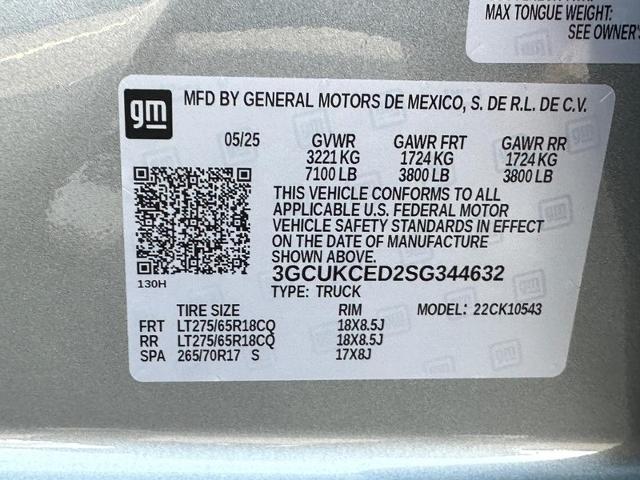 MAX TONGUE WEIGHT:
SEE OWNER'S
gm
MFD BY GENERAL MOTORS DE MEXICO, S. DE R.L. DE C.V.
05/25 GVWR GAWR FRT GAWR RR
3221 KG 1724 KG 1724 KG
7100 LB 3800 LB 3800 LB
THIS VEHICLE CONFORMS TO ALL
APPLICABLE U.S. FEDERAL MOTOR
VEHICLE SAFETY STANDARDS IN EFFECT
ON THE DATE OF MANUFACTURE
SHOWN ABOVE.
3GCUKCED2SG344632
130H
TYPE: TRUCK MODEL: 22CK10543
TIRE SIZE RIM
FRT LT275/65R18CQ 18X8.5J
RR LT275/65R18CQ 18X8.5J
SPA 265/70R17 S 17X8J